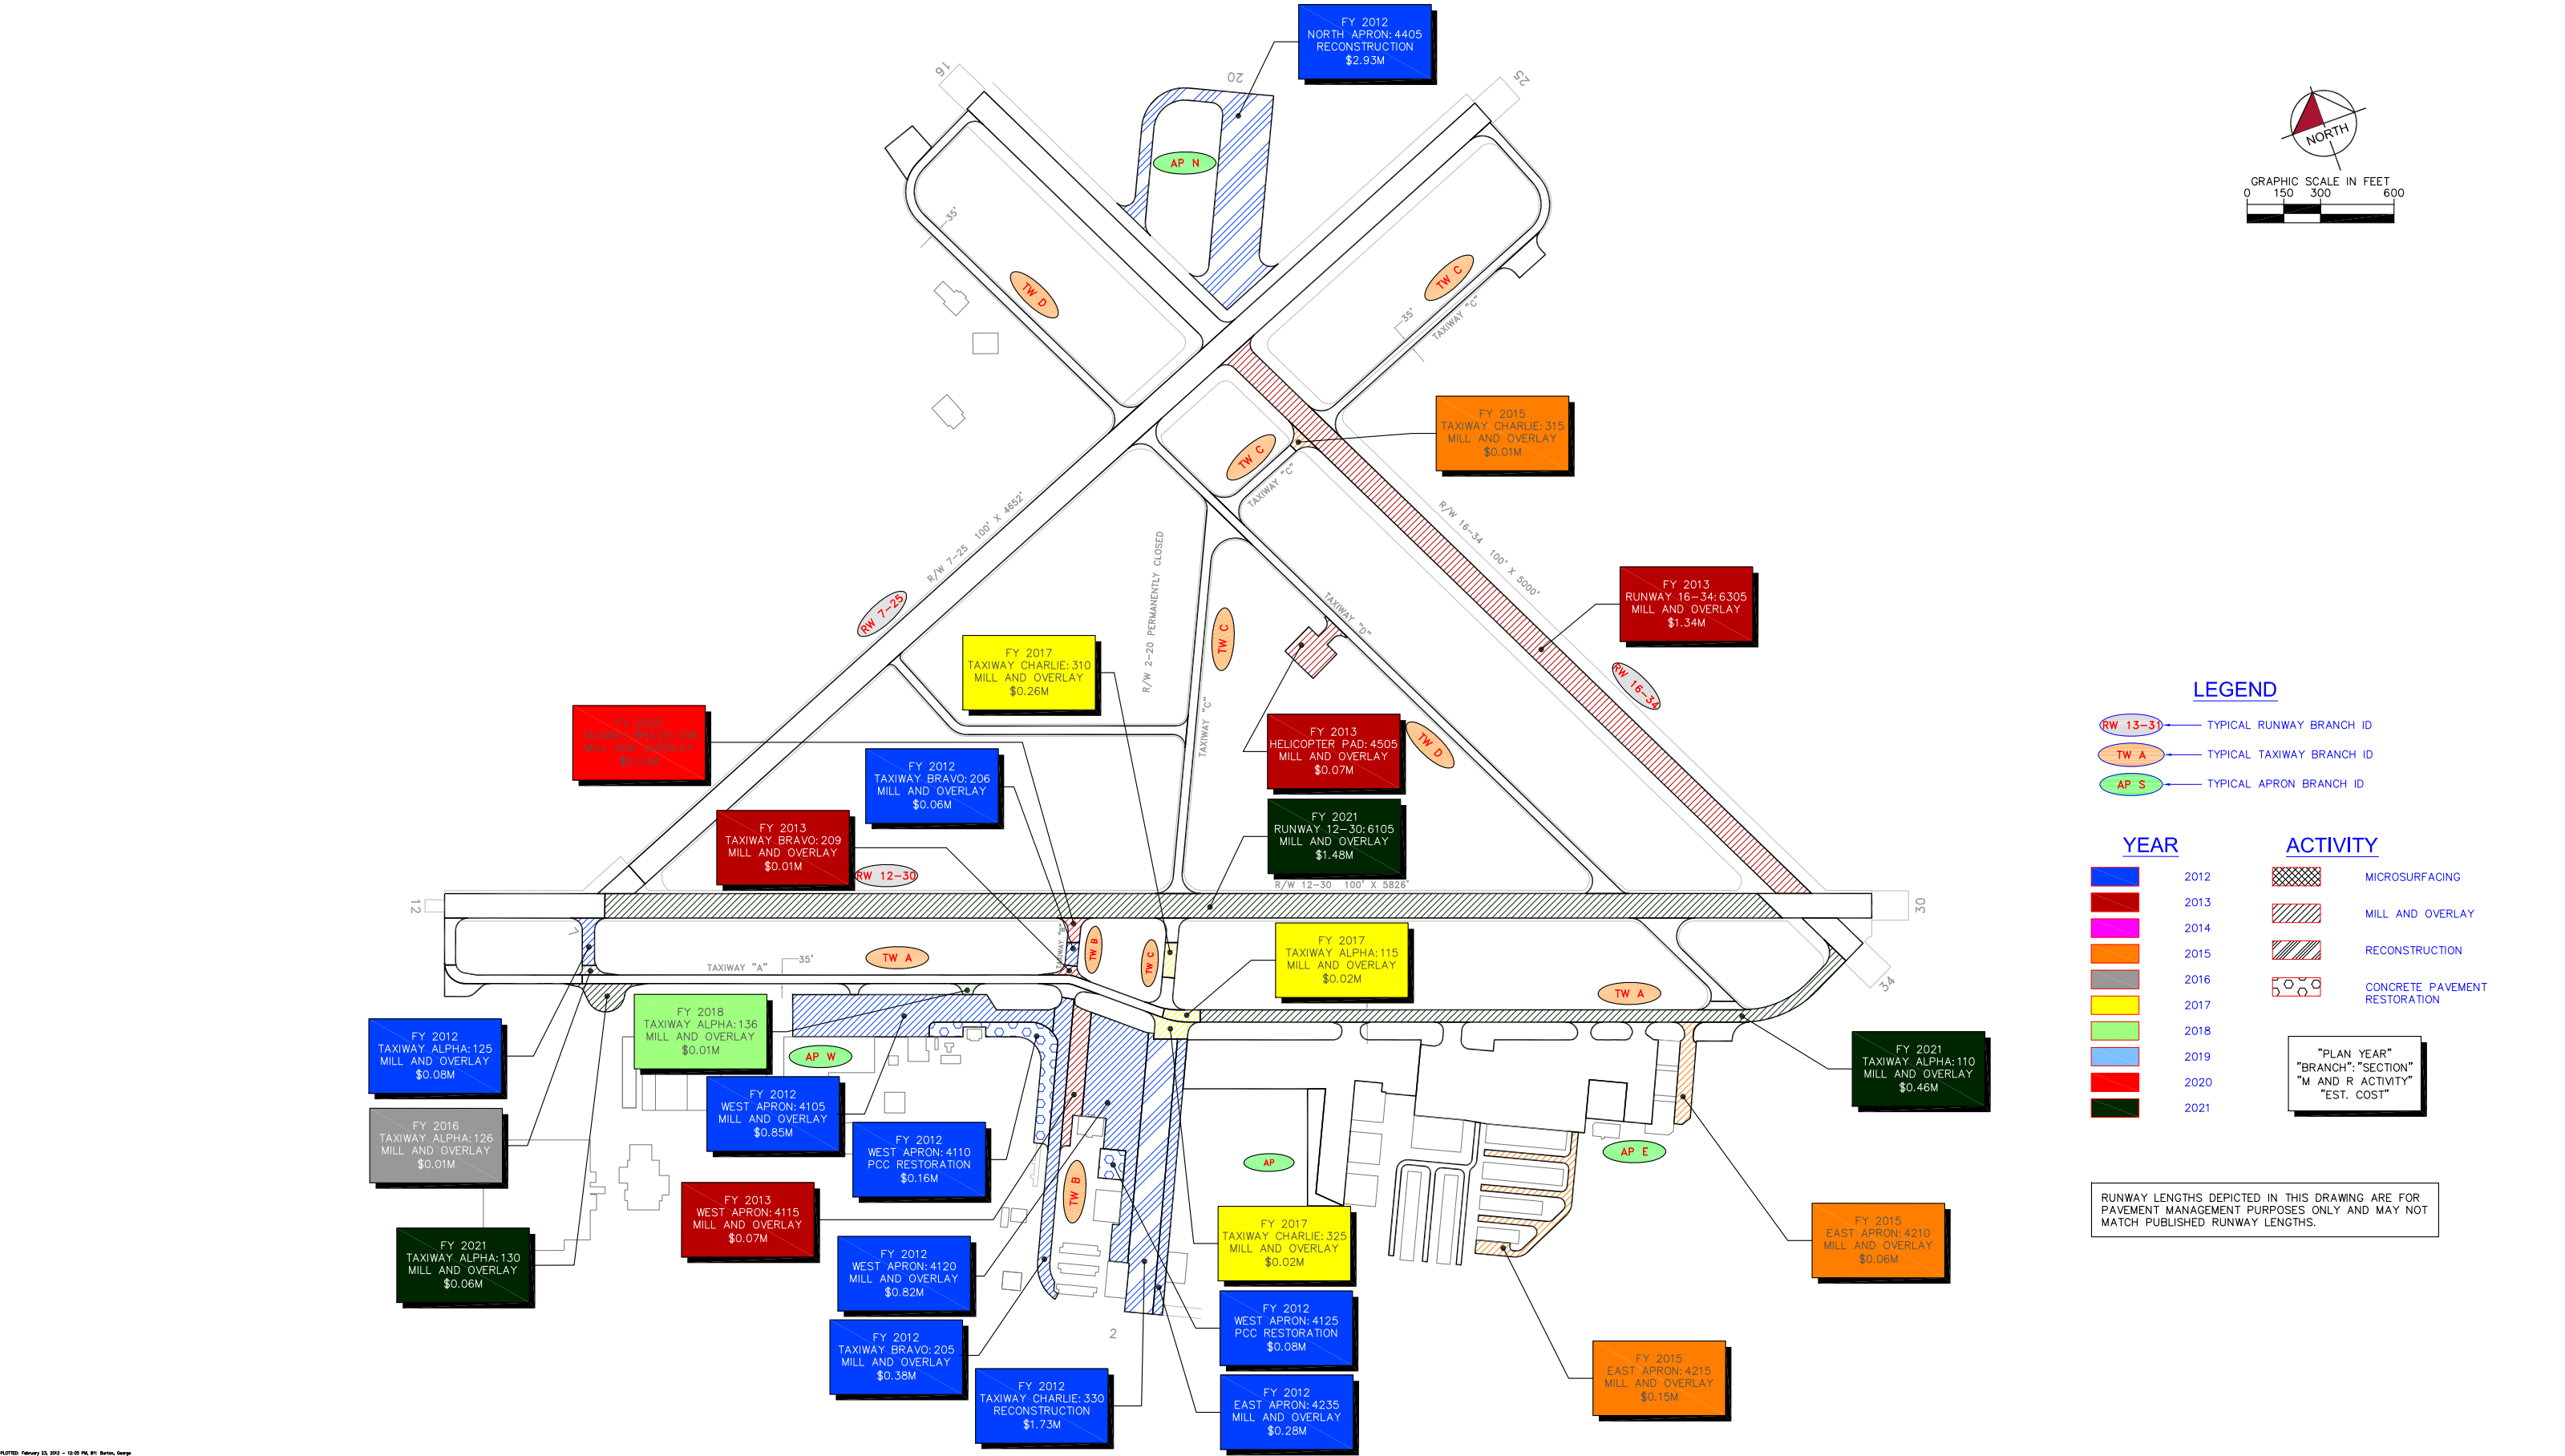 FY 2012
NORTH APRON: 4405
RECONSTRUCTION
$2.93M
16
20
25
NORTH
GRAPHIC SCALE IN FEET
0 150 300 600
AP N
35'
TW D
TW C
35'
TAXIWAY "C"
FY 2015
TAXIWAY CHARLIE: 315
MILL AND OVERLAY
$0.01M
TW C
TAXIWAY "C"
R/W 7-25 100' X 4652'
R/W 16-34 100' X 5000'
R/W 2-20 PERMANENTLY CLOSED
RW 7-25
TW C
TAXIWAY "D"
FY 2013
RUNWAY 16-34: 6305
MILL AND OVERLAY
$1.34M
RW 16-34
FY 2017
TAXIWAY CHARLIE: 310
MILL AND OVERLAY
$0.26M
TAXIWAY "C"
FY 2020
TAXIWAY BRAVO:
MILL AND OVERLAY
FY 2012
TAXIWAY BRAVO: 206
MILL AND OVERLAY
$0.06M
FY 2013
HELICOPTER PAD: 4505
MILL AND OVERLAY
$0.07M
TW D
FY 2013
TAXIWAY BRAVO: 209
MILL AND OVERLAY
$0.01M
FY 2021
RUNWAY 12-30: 6105
MILL AND OVERLAY
$1.48M
RW 12-30
R/W 12-30 100' X 5826'
12
30
7
34
TAXIWAY "A"
35'
TW A
TAXIWAY "B"
TW B
TW C
FY 2017
TAXIWAY ALPHA: 115
MILL AND OVERLAY
$0.02M
TW A
FY 2012
TAXIWAY ALPHA: 125
MILL AND OVERLAY
$0.08M
FY 2018
TAXIWAY ALPHA: 136
MILL AND OVERLAY
$0.01M
AP W
FY 2021
TAXIWAY ALPHA: 110
MILL AND OVERLAY
$0.46M
FY 2012
WEST APRON: 4105
MILL AND OVERLAY
$0.85M
FY 2016
TAXIWAY ALPHA: 126
MILL AND OVERLAY
$0.01M
FY 2012
WEST APRON: 4110
PCC RESTORATION
$0.16M
AP
AP E
TW B
FY 2013
WEST APRON: 4115
MILL AND OVERLAY
$0.07M
FY 2017
TAXIWAY CHARLIE: 325
MILL AND OVERLAY
$0.02M
FY 2015
EAST APRON: 4210
MILL AND OVERLAY
$0.06M
FY 2021
TAXIWAY ALPHA: 130
MILL AND OVERLAY
$0.06M
FY 2012
WEST APRON: 4120
MILL AND OVERLAY
$0.82M
FY 2012
WEST APRON: 4125
PCC RESTORATION
$0.08M
2
FY 2012
TAXIWAY BRAVO: 205
MILL AND OVERLAY
$0.38M
FY 2015
EAST APRON: 4215
MILL AND OVERLAY
$0.15M
FY 2012
TAXIWAY CHARLIE: 330
RECONSTRUCTION
$1.73M
FY 2012
EAST APRON: 4235
MILL AND OVERLAY
$0.28M
LEGEND
RW 13-31 TYPICAL RUNWAY BRANCH ID
TW A TYPICAL TAXIWAY BRANCH ID
AP S TYPICAL APRON BRANCH ID
YEAR
2012
2013
2014
2015
2016
2017
2018
2019
2020
2021
ACTIVITY
MICROSURFACING
MILL AND OVERLAY
RECONSTRUCTION
CONCRETE PAVEMENT
RESTORATION
"PLAN YEAR"
"BRANCH": "SECTION"
"M AND R ACTIVITY"
"EST. COST"
RUNWAY LENGTHS DEPICTED IN THIS DRAWING ARE FOR
PAVEMENT MANAGEMENT PURPOSES ONLY AND MAY NOT
MATCH PUBLISHED RUNWAY LENGTHS.
PLOTTED: February 23, 2012 - 12:05 PM, BY: Burton, George